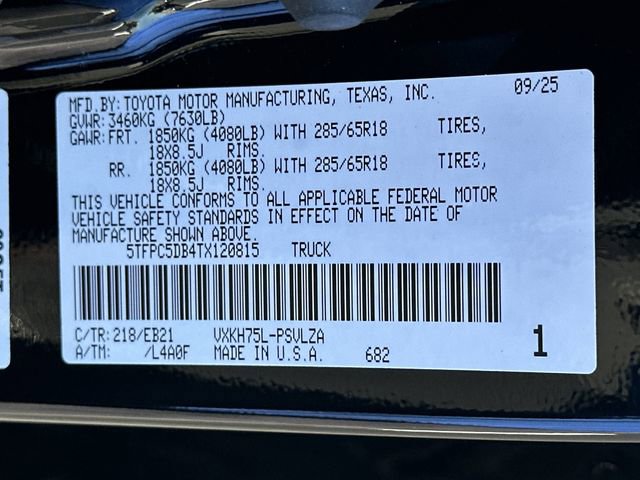 MFD.BY:TOYOTA MOTOR MANUFACTURING, TEXAS, INC. 09/25
GVWR:3460KG (7630LB)
GAWR:FRT. 1850KG (4080LB) WITH 285/65R18 TIRES,
18X8.5J RIMS.
RR. 1850KG (4080LB) WITH 285/65R18 TIRES,
18X8.5J RIMS.
THIS VEHICLE CONFORMS TO ALL APPLICABLE FEDERAL MOTOR
VEHICLE SAFETY STANDARDS IN EFFECT ON THE DATE OF
MANUFACTURE SHOWN ABOVE.
5TFPC5DB4TX120815 TRUCK
C/TR:218/EB21 VXKH75L-PSVLZA
A/TM: /L4A0F MADE IN U.S.A. 682
1